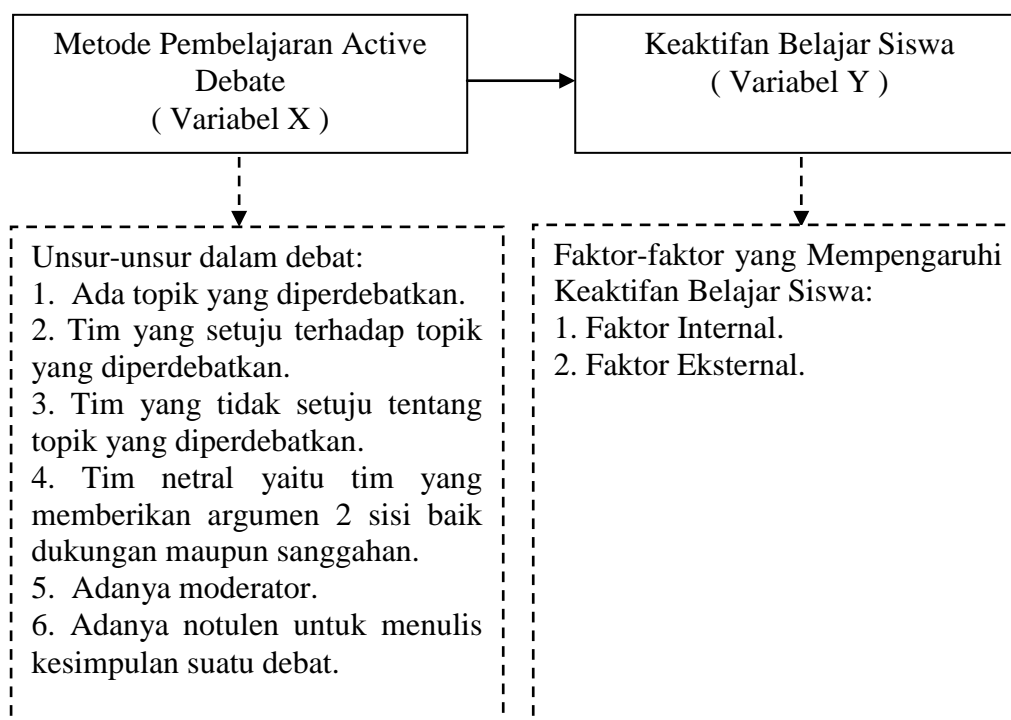 Metode Pembelajaran Active
Debate
( Variabel X )
Keaktifan Belajar Siswa
( Variabel Y )
Unsur-unsur dalam debat:
1. Ada topik yang diperdebatkan.
2. Tim yang setuju terhadap topik
yang diperdebatkan.
3. Tim yang tidak setuju tentang
topik yang diperdebatkan.
4. Tim netral yaitu tim yang
memberikan argumen 2 sisi baik
dukungan maupun sanggahan.
5. Adanya moderator.
6. Adanya notulen untuk menulis
kesimpulan suatu debat.
Faktor-faktor yang Mempengaruhi
Keaktifan Belajar Siswa:
1. Faktor Internal.
2. Faktor Eksternal.